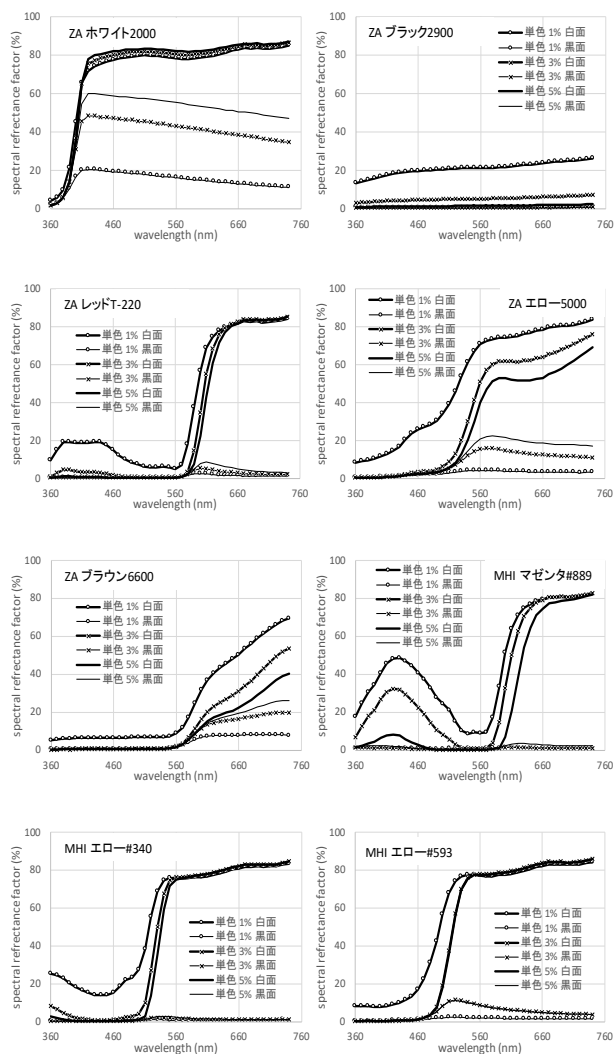 ZA ホワイト2000
spectral refrectance factor (%)
100
80
60
40
20
0
360 460 560 660 760
wavelength (nm)
ZA ブラック2900
単色 1% 白面
単色 1% 黒面
単色 3% 白面
単色 3% 黒面
単色 5% 白面
単色 5% 黒面
spectral refrectance factor (%)
100
80
60
40
20
0
360 460 560 660 760
wavelength (nm)
ZA レッドT-220
単色 1% 白面
単色 1% 黒面
単色 3% 白面
単色 3% 黒面
単色 5% 白面
単色 5% 黒面
spectral refrectance factor (%)
100
80
60
40
20
0
360 460 560 660 760
wavelength (nm)
ZA エロー5000
単色 1% 白面
単色 1% 黒面
単色 3% 白面
単色 3% 黒面
単色 5% 白面
単色 5% 黒面
spectral refrectance factor (%)
100
80
60
40
20
0
360 460 560 660 760
wavelength (nm)
ZA ブラウン6600
単色 1% 白面
単色 1% 黒面
単色 3% 白面
単色 3% 黒面
単色 5% 白面
単色 5% 黒面
spectral refrectance factor (%)
100
80
60
40
20
0
360 460 560 660 760
wavelength (nm)
MHI マゼンタ#889
単色 1% 白面
単色 1% 黒面
単色 3% 白面
単色 3% 黒面
単色 5% 白面
単色 5% 黒面
spectral refrectance factor (%)
100
80
60
40
20
0
360 460 560 660 760
wavelength (nm)
MHI エロー#340
単色 1% 白面
単色 1% 黒面
単色 3% 白面
単色 3% 黒面
単色 5% 白面
単色 5% 黒面
spectral refrectance factor (%)
100
80
60
40
20
0
360 460 560 660 760
wavelength (nm)
MHI エロー#593
単色 1% 白面
単色 1% 黒面
単色 3% 白面
単色 3% 黒面
単色 5% 白面
単色 5% 黒面
spectral refrectance factor (%)
100
80
60
40
20
0
360 460 560 660 760
wavelength (nm)